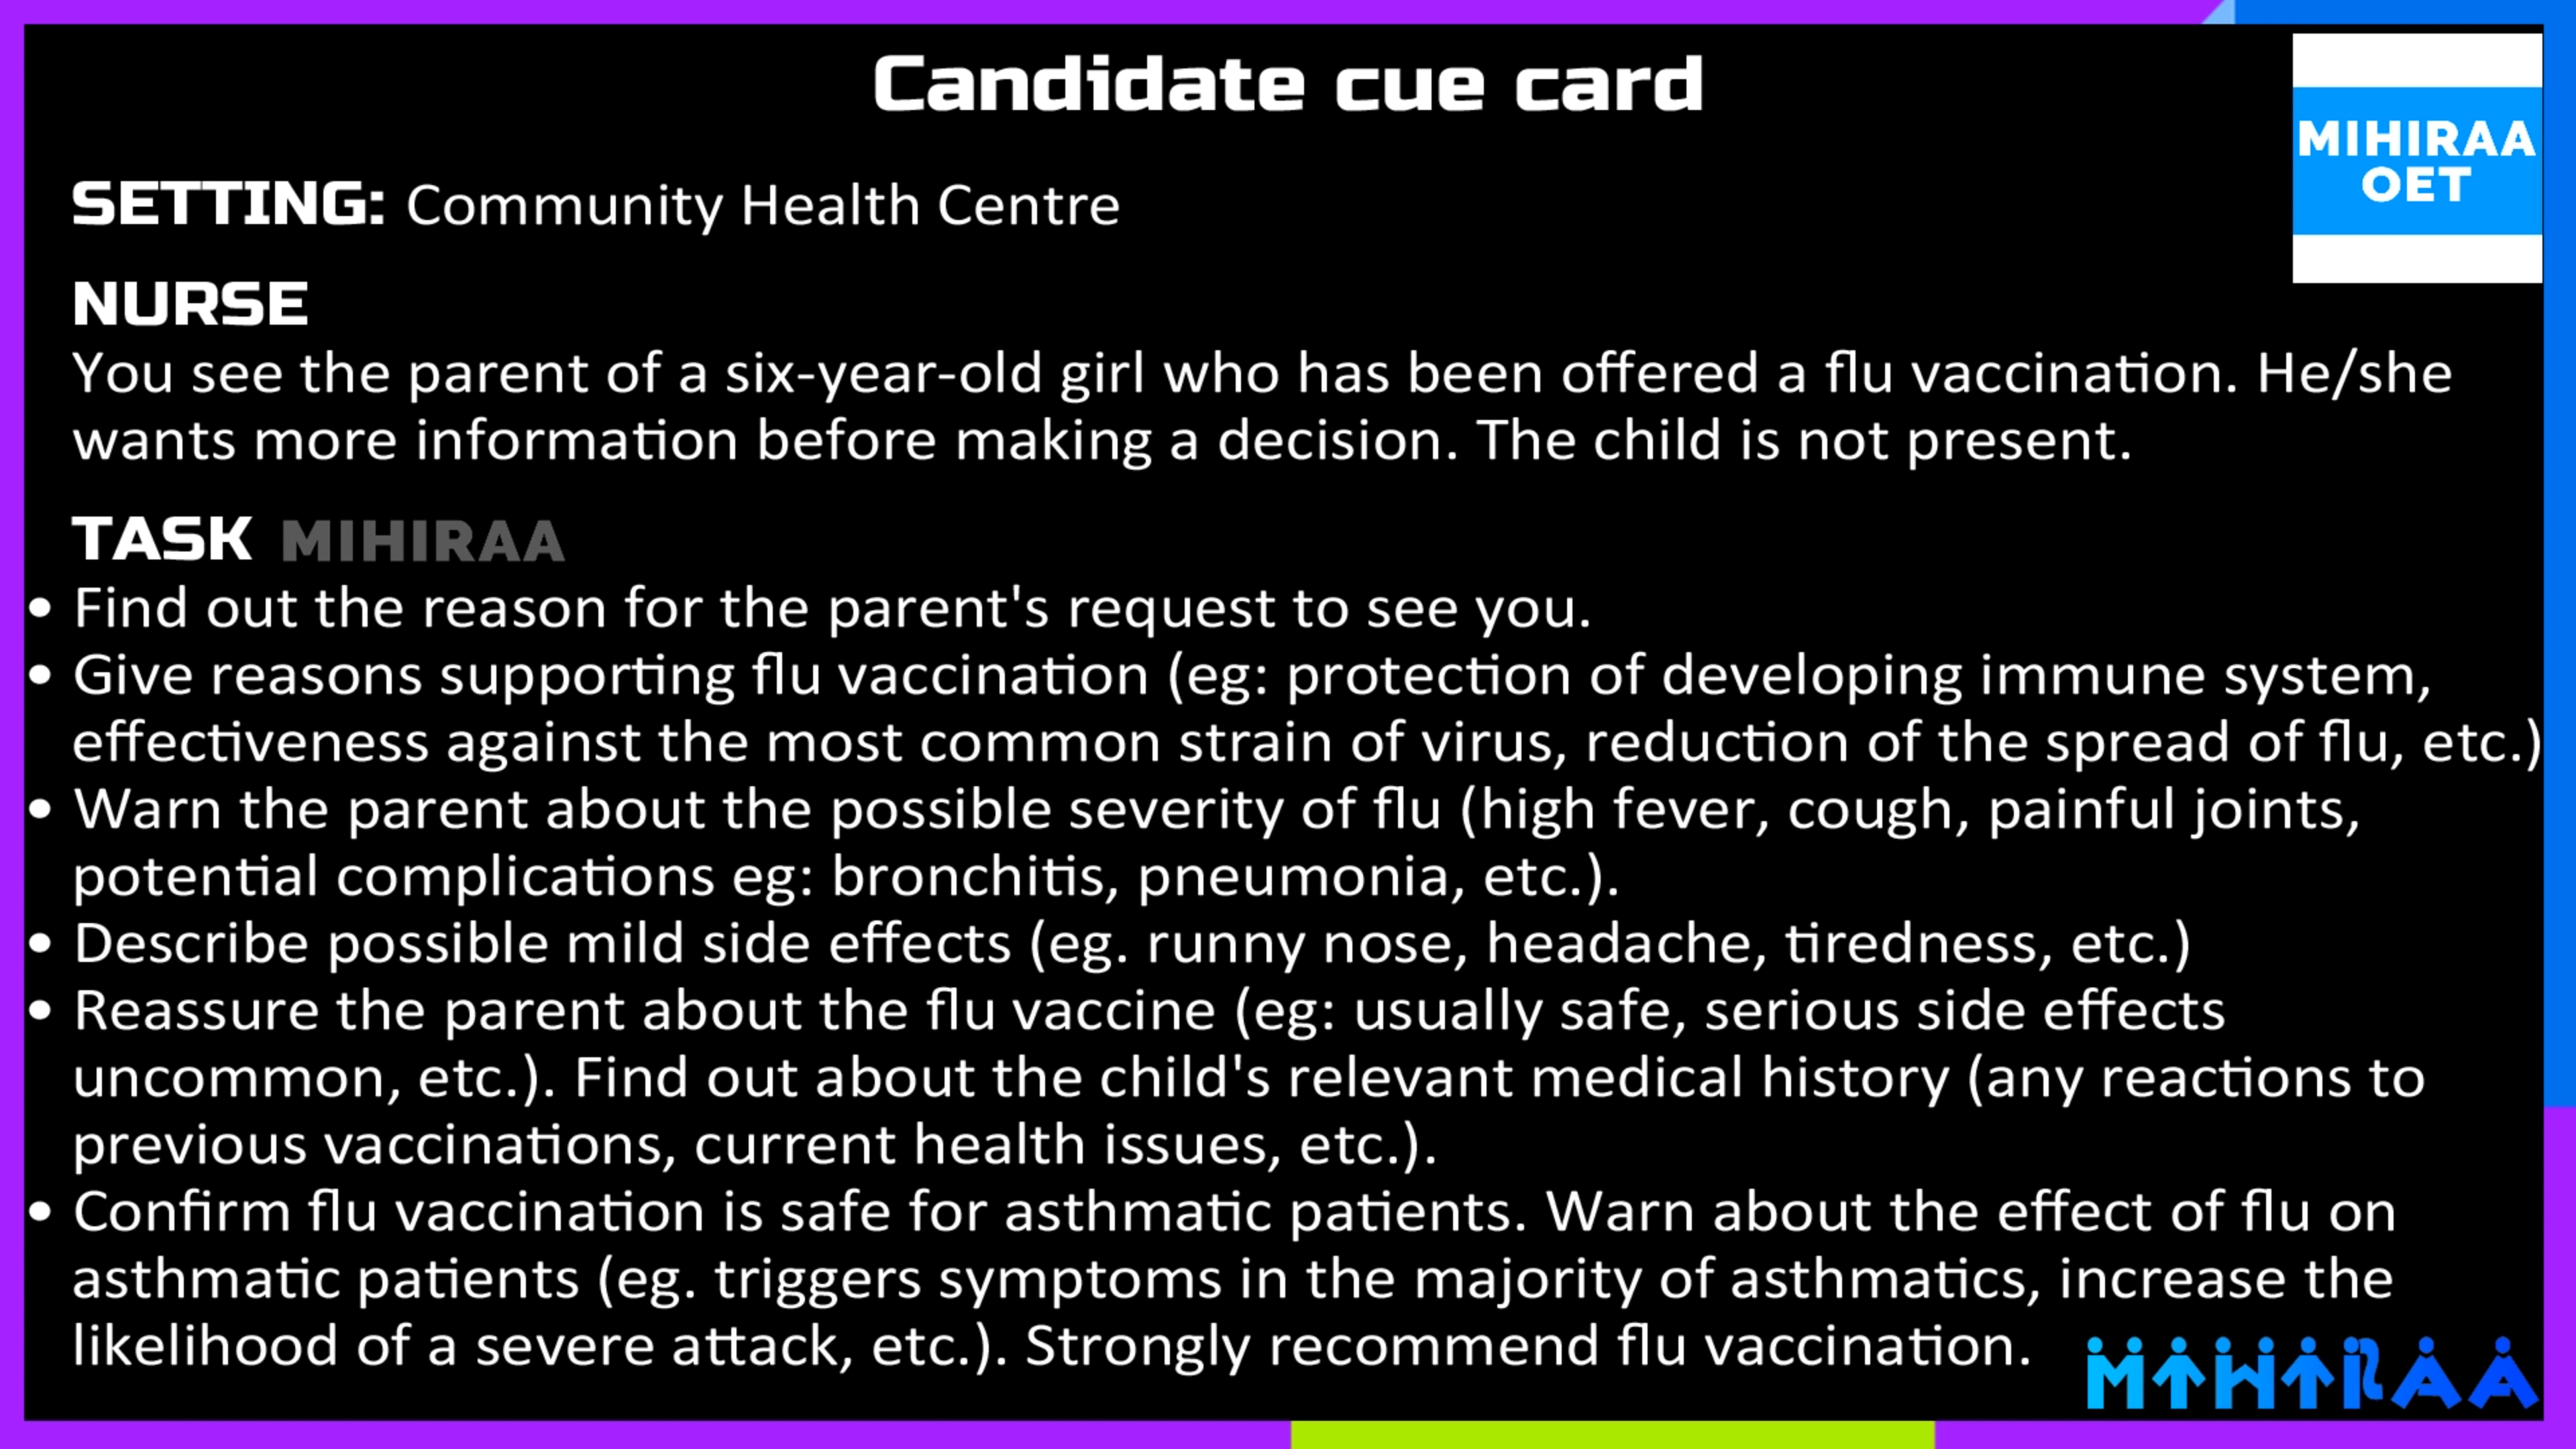 Candidate cue card
MIHIRAA
OET
SETTING: Community Health Centre
NURSE
You see the parent of a six-year-old girl who has been offered a flu vaccination. He/she
wants more information before making a decision. The child is not present.
TASK MIHIRAA
• Find out the reason for the parent's request to see you.
• Give reasons supporting flu vaccination (eg: protection of developing immune system,
effectiveness against the most common strain of virus, reduction of the spread of flu, etc.)
• Warn the parent about the possible severity of flu (high fever, cough, painful joints,
potential complications eg: bronchitis, pneumonia, etc.).
• Describe possible mild side effects (eg. runny nose, headache, tiredness, etc.)
• Reassure the parent about the flu vaccine (eg: usually safe, serious side effects
uncommon, etc.). Find out about the child's relevant medical history (any reactions to
previous vaccinations, current health issues, etc.).
• Confirm flu vaccination is safe for asthmatic patients. Warn about the effect of flu on
asthmatic patients (eg. triggers symptoms in the majority of asthmatics, increase the
likelihood of a severe attack, etc.). Strongly recommend flu vaccination.
MIHIRAA